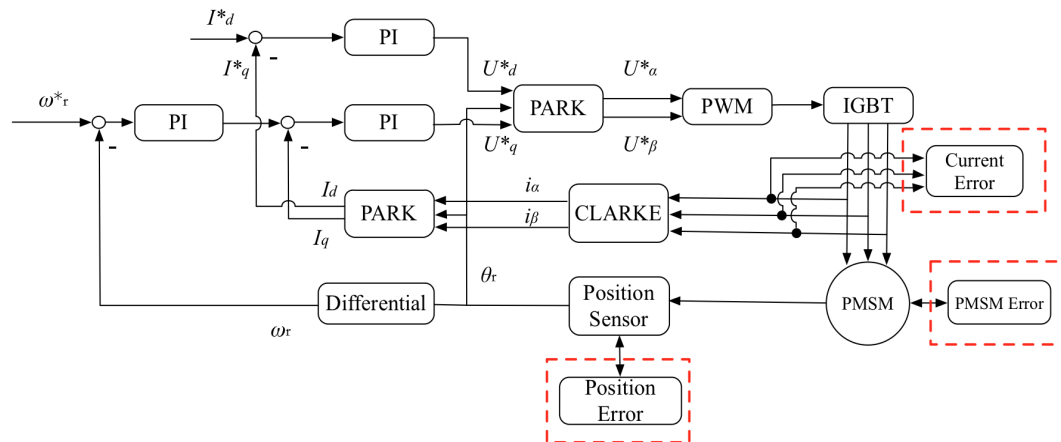 I*d
PI
I*q
U*d
U*α
ω*r
PI
PI
PARK
PWM
IGBT
U*q
U*β
Current
Error
Id
iα
PARK
CLARKE
Iq
iβ
θr
Differential
Position
Sensor
PMSM
PMSM Error
ωr
Position
Error